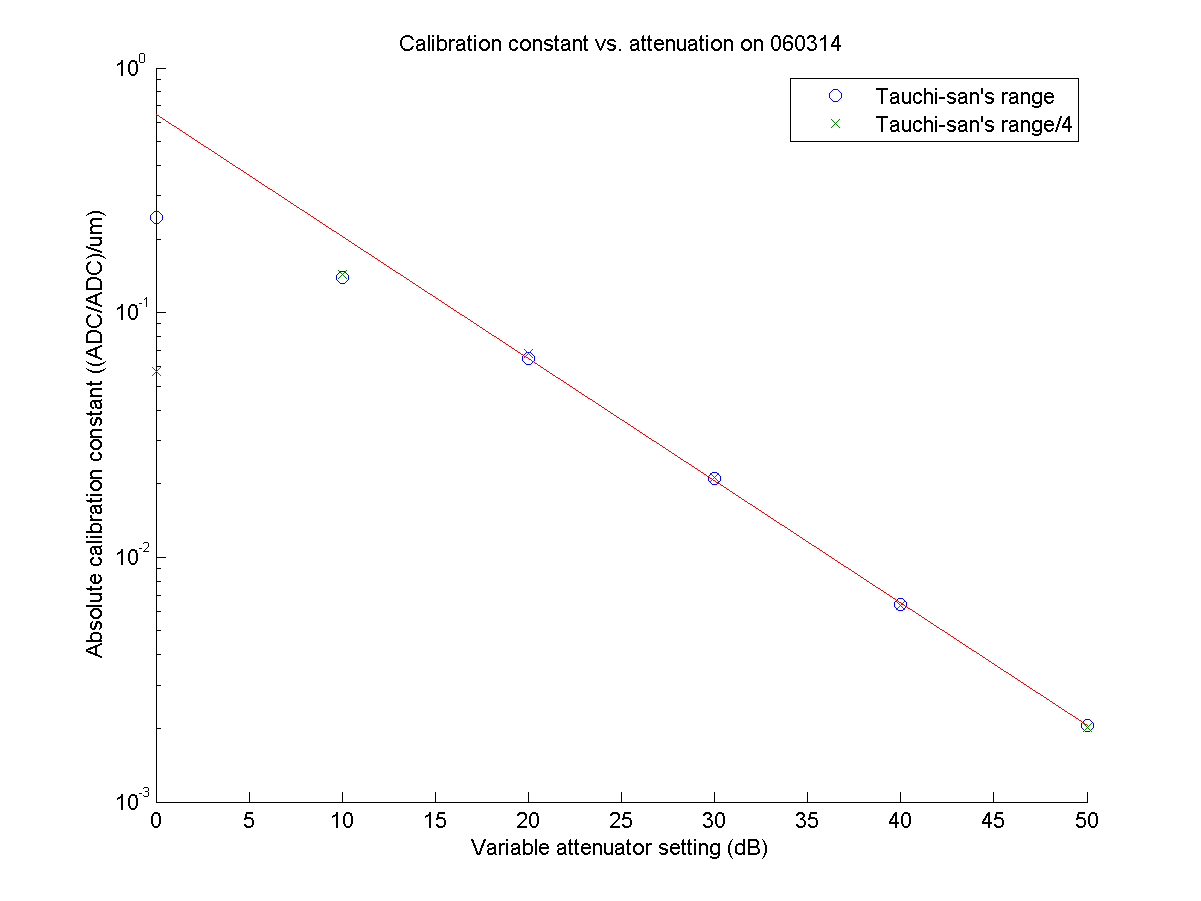 Calibration constant vs. attenuation on 060314
Tauchi-san's range
Tauchi-san's range/4
Absolute calibration constant ((ADC/ADC)/um)
10^0
10^-1
10^-2
10^-3
0 5 10 15 20 25 30 35 40 45 50
Variable attenuator setting (dB)